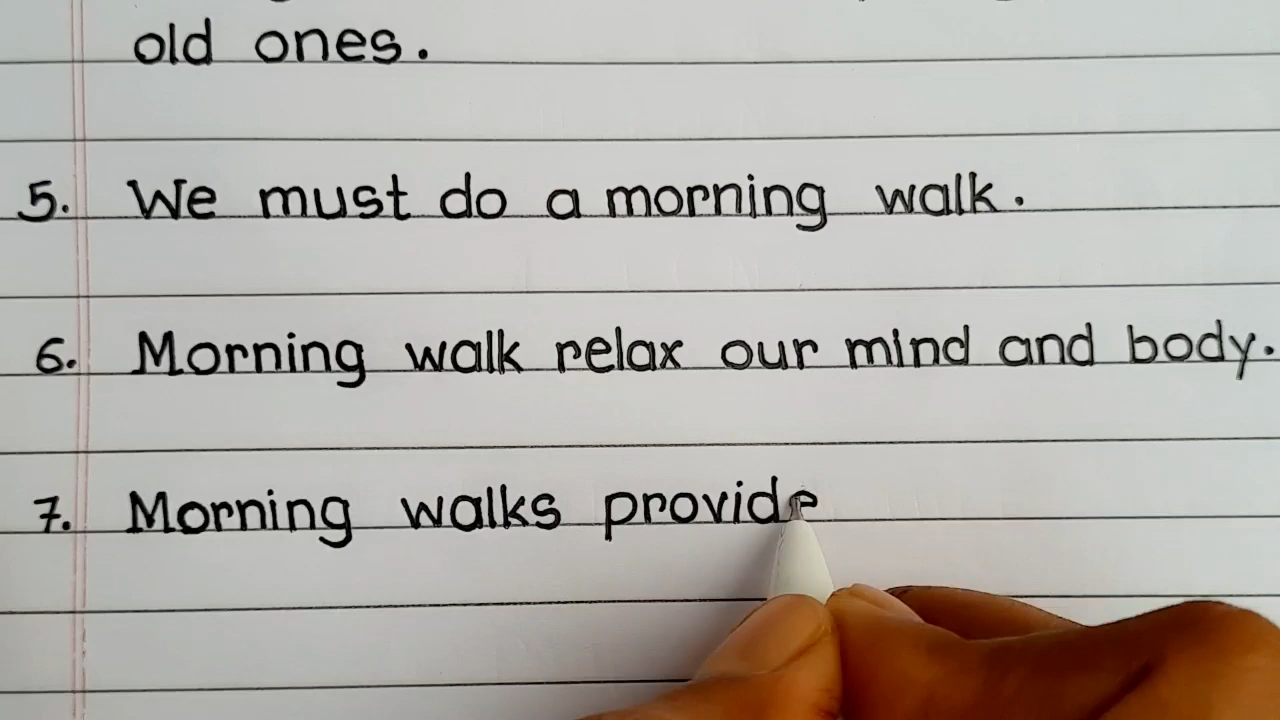 old ones.
5. We must do a morning walk.
6. Morning walk relax our mind and body.
7. Morning walks provide